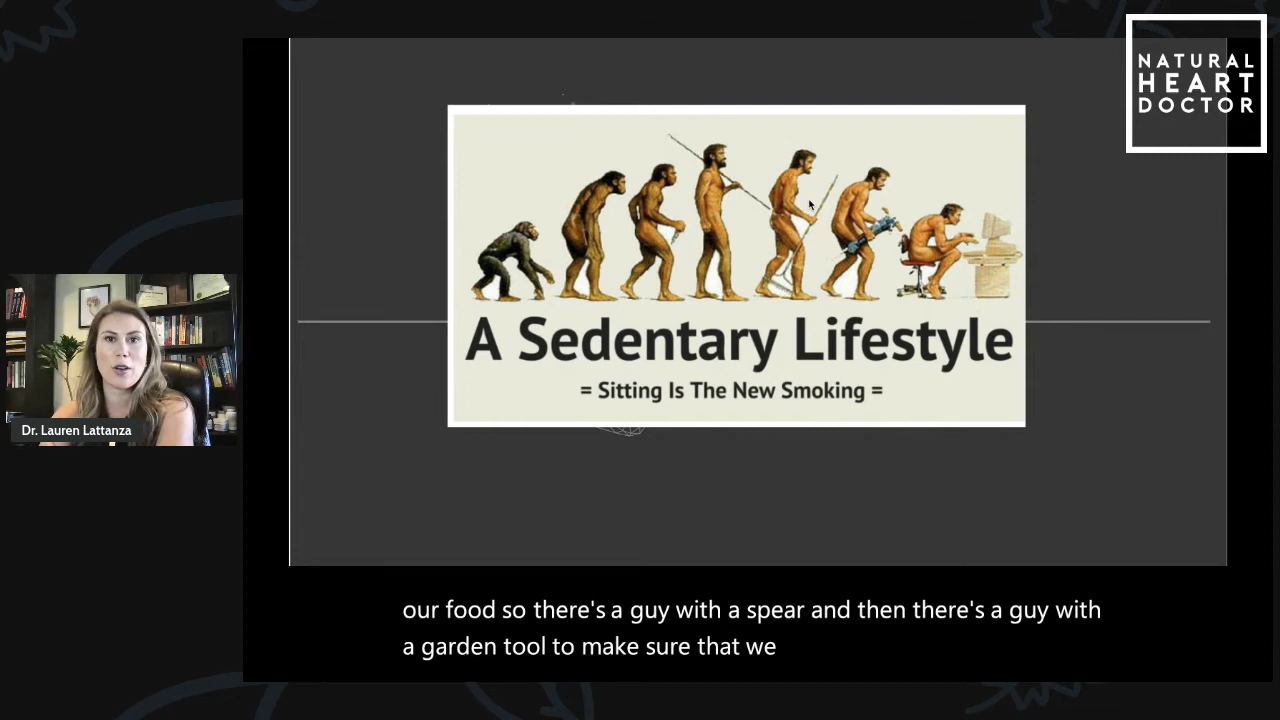 NATURAL
HEART
DOCTOR
A Sedentary Lifestyle
= Sitting Is The New Smoking =
Dr. Lauren Lattanza
our food so there's a guy with a spear and then there's a guy with
a garden tool to make sure that we